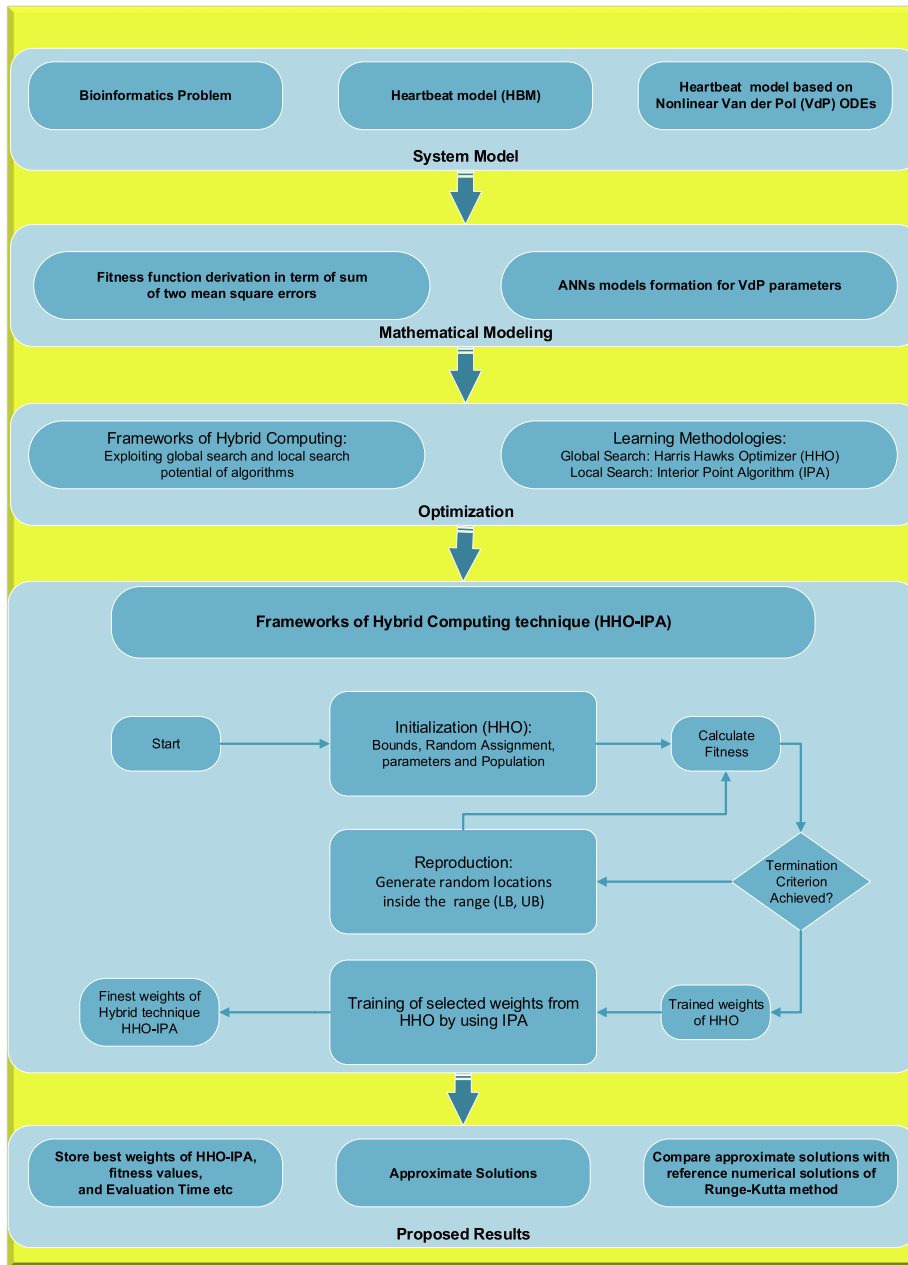 Bioinformatics Problem
Heartbeat model (HBM)
Heartbeat model based on
Nonlinear Van der Pol (VdP) ODEs
System Model
Fitness function derivation in term of sum
of two mean square errors
ANNs models formation for VdP parameters
Mathematical Modeling
Frameworks of Hybrid Computing:
Exploiting global search and local search
potential of algorithms
Learning Methodologies:
Global Search: Harris Hawks Optimizer (HHO)
Local Search: Interior Point Algorithm (IPA)
Optimization
Frameworks of Hybrid Computing technique (HHO-IPA)
Start
Initialization (HHO):
Bounds, Random Assignment,
parameters and Population
Calculate
Fitness
Termination
Criterion
Achieved?
Reproduction:
Generate random locations
inside the range (LB, UB)
Trained weights
of HHO
Training of selected weights from
HHO by using IPA
Finest weights of
Hybrid technique
HHO-IPA
Store best weights of HHO-IPA,
fitness values,
and Evaluation Time etc
Approximate Solutions
Compare approximate solutions with
reference numerical solutions of
Runge-Kutta method
Proposed Results